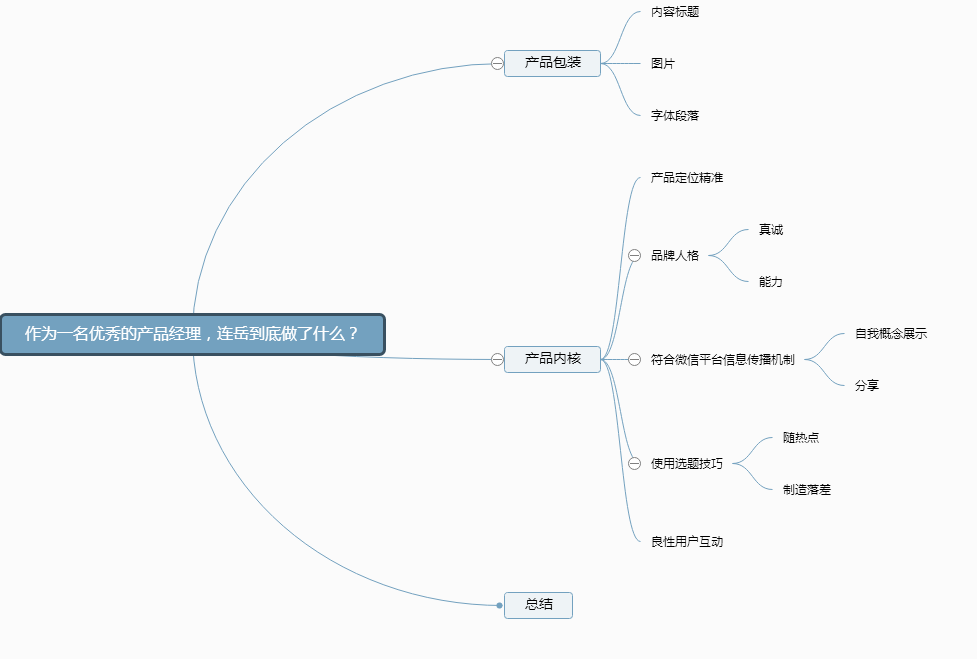 作为一名优秀的产品经理，连岳到底做了什么？
产品包装
内容标题
图片
字体段落
产品内核
产品定位精准
品牌人格
真诚
能力
符合微信平台信息传播机制
自我概念展示
分享
使用选题技巧
随热点
制造落差
良性用户互动
总结